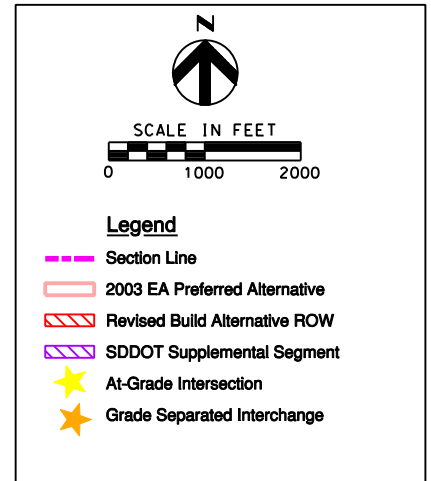 N
SCALE IN FEET
0 1000 2000
Legend
Section Line
2003 EA Preferred Alternative
Revised Build Alternative ROW
SDDOT Supplemental Segment
At-Grade Intersection
Grade Separated Interchange